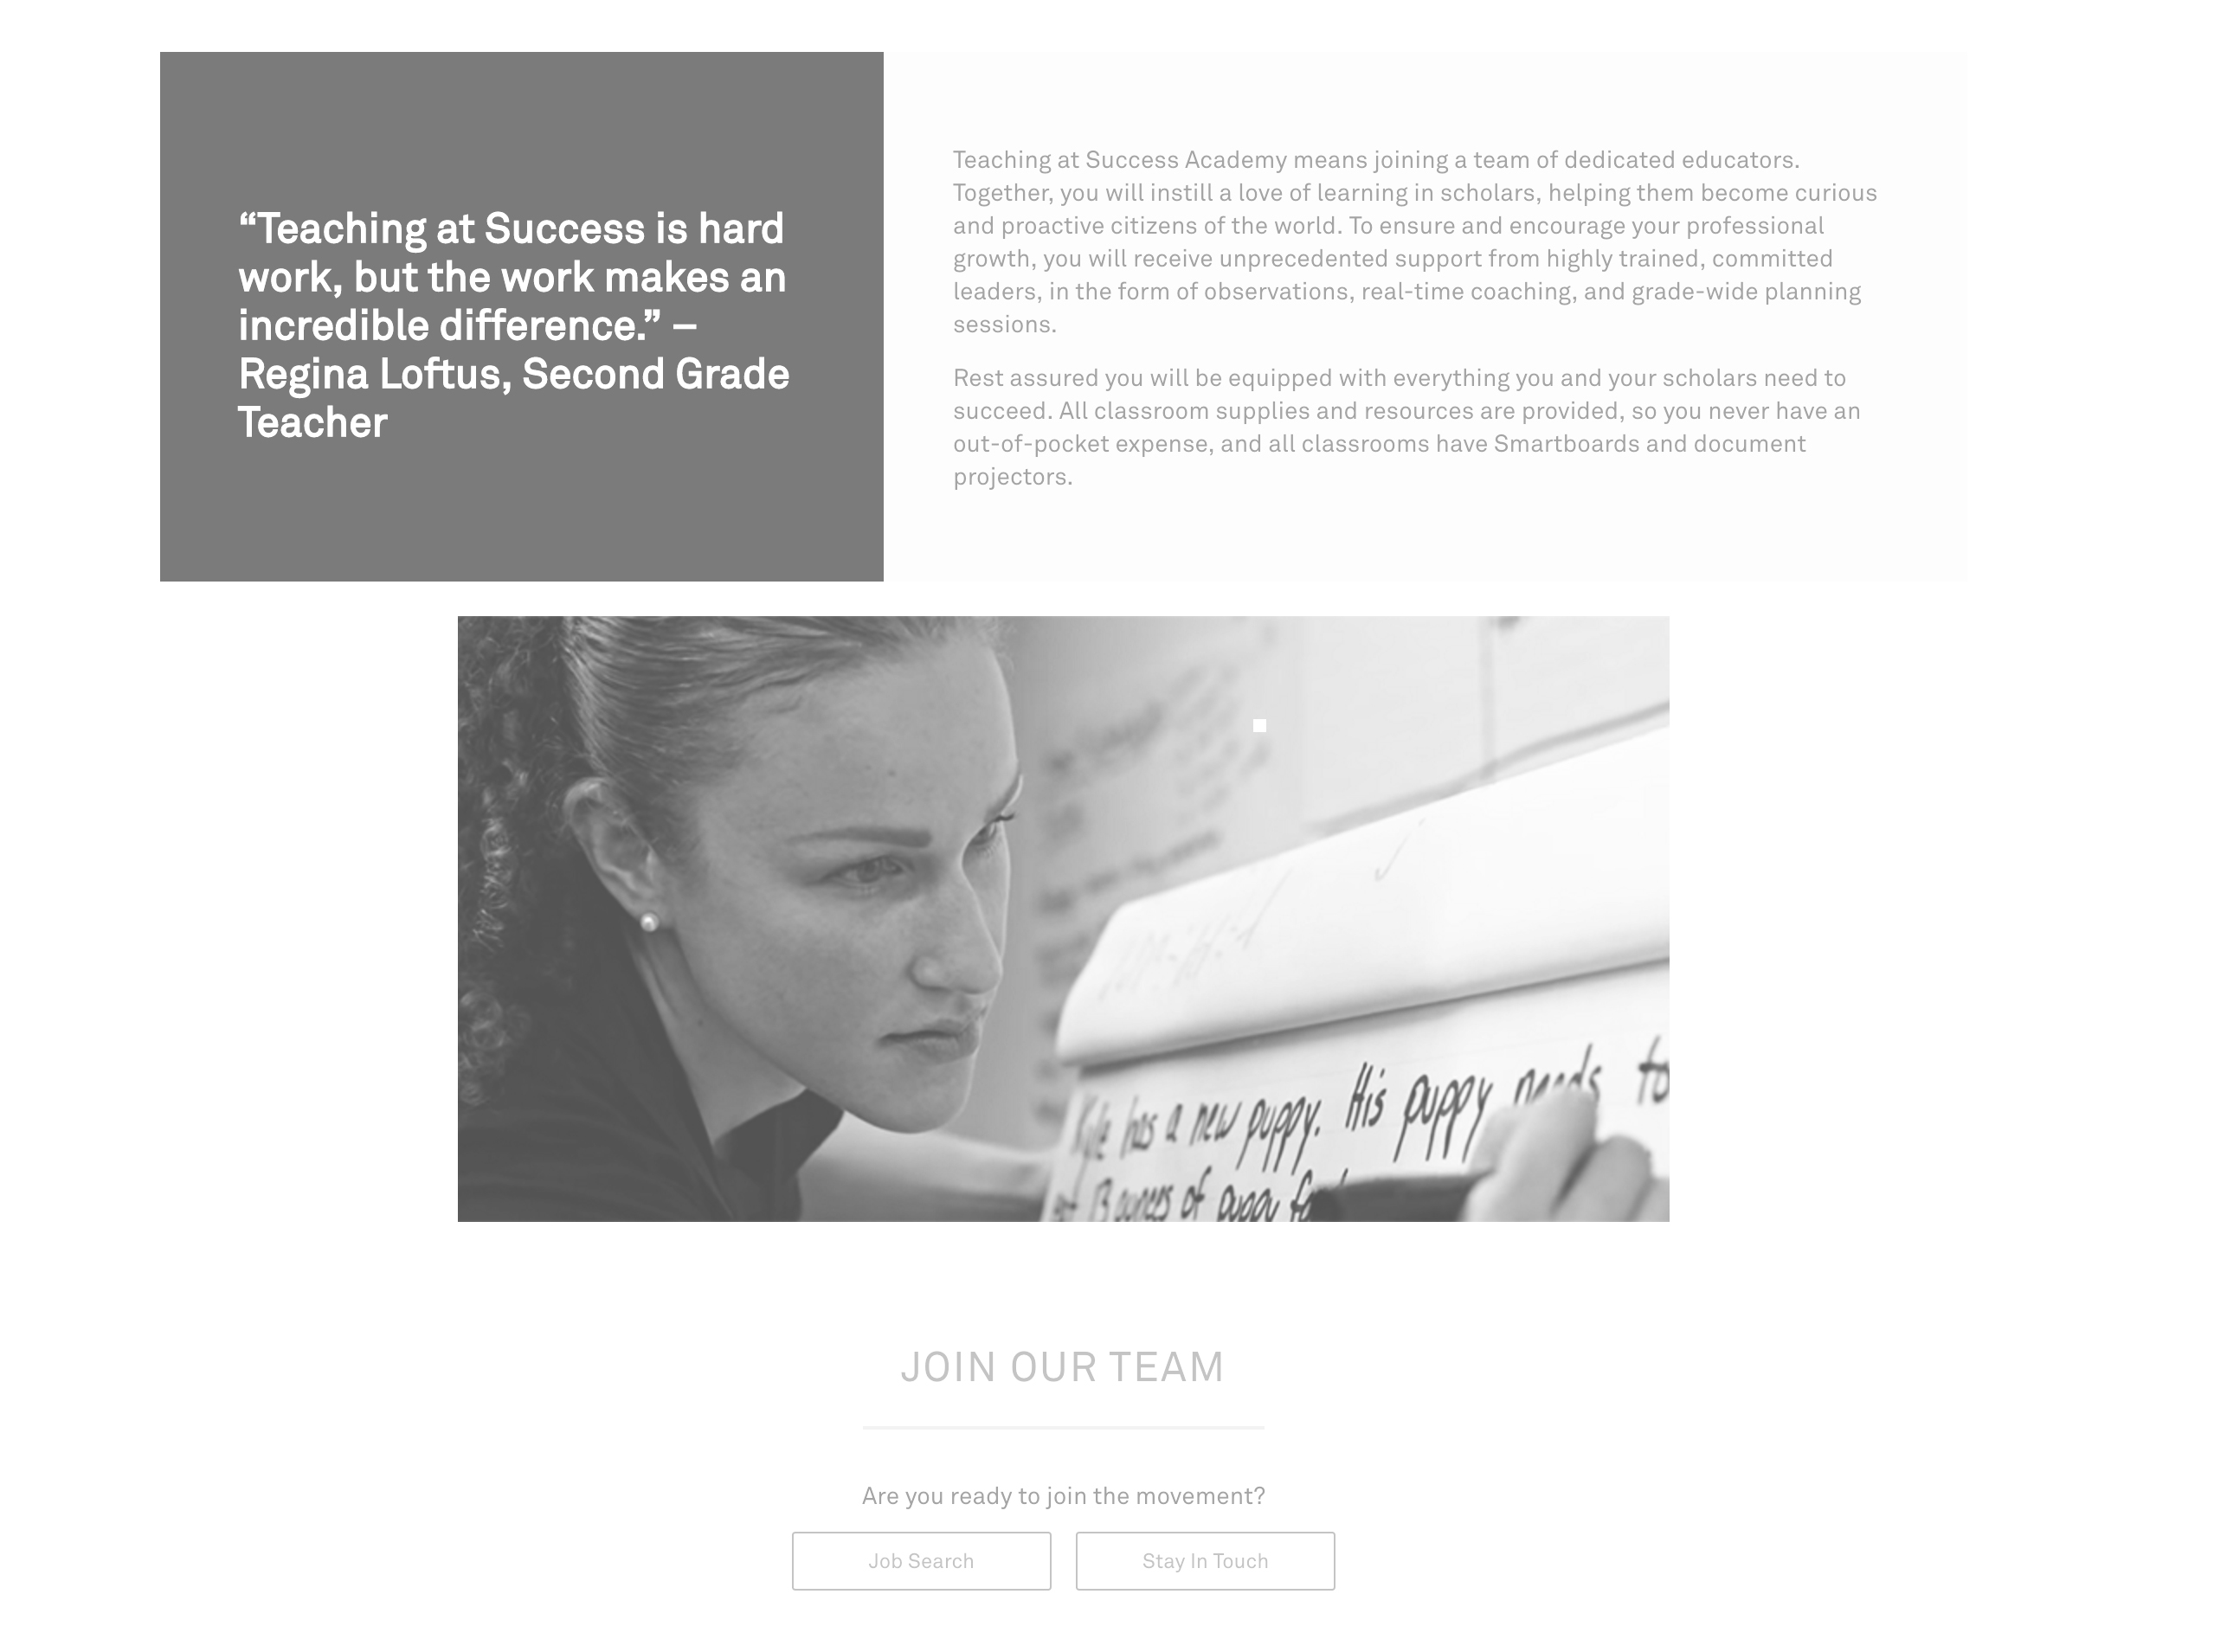 “Teaching at Success is hard
work, but the work makes an
incredible difference.” –
Regina Loftus, Second Grade
Teacher
Teaching at Success Academy means joining a team of dedicated educators.
Together, you will instill a love of learning in scholars, helping them become curious
and proactive citizens of the world. To ensure and encourage your professional
growth, you will receive unprecedented support from highly trained, committed
leaders, in the form of observations, real-time coaching, and grade-wide planning
sessions.
Rest assured you will be equipped with everything you and your scholars need to
succeed. All classroom supplies and resources are provided, so you never have an
out-of-pocket expense, and all classrooms have Smartboards and document
projectors.
Kyle has a new puppy. His puppy needs to
13 ounces of puppy
JOIN OUR TEAM
Are you ready to join the movement?
Job Search
Stay In Touch